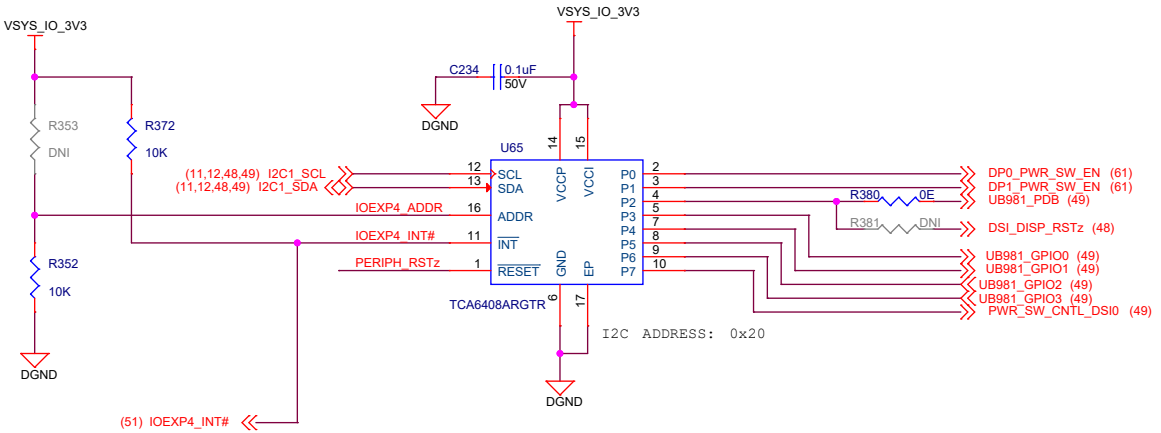 VSYS_IO_3V3
VSYS_IO_3V3
C234 0.1uF
50V
DGND
R353
DNI
R372
10K
14
15
U65
VCCP
VCCI
(11,12,48,49) I2C1_SCL 12 SCL
(11,12,48,49) I2C1_SDA 13 SDA
IOEXP4_ADDR 16 ADDR
IOEXP4_INT# 11 INT
PERIPH_RSTz 1 RESET
GND
EP
P0 2 DP0_PWR_SW_EN (61)
P1 3 DP1_PWR_SW_EN (61)
P2 4 R380 0E UB981_PDB (49)
P3 5
R381 DNI DSI_DISP_RSTz (48)
P4 7
P5 8
P6 9
P7 10
UB981_GPIO0 (49)
UB981_GPIO1 (49)
UB981_GPIO2 (49)
UB981_GPIO3 (49)
PWR_SW_CNTL_DSI0 (49)
R352
10K
TCA6408ARGTR
6
17
I2C ADDRESS: 0x20
DGND
DGND
(51) IOEXP4_INT#